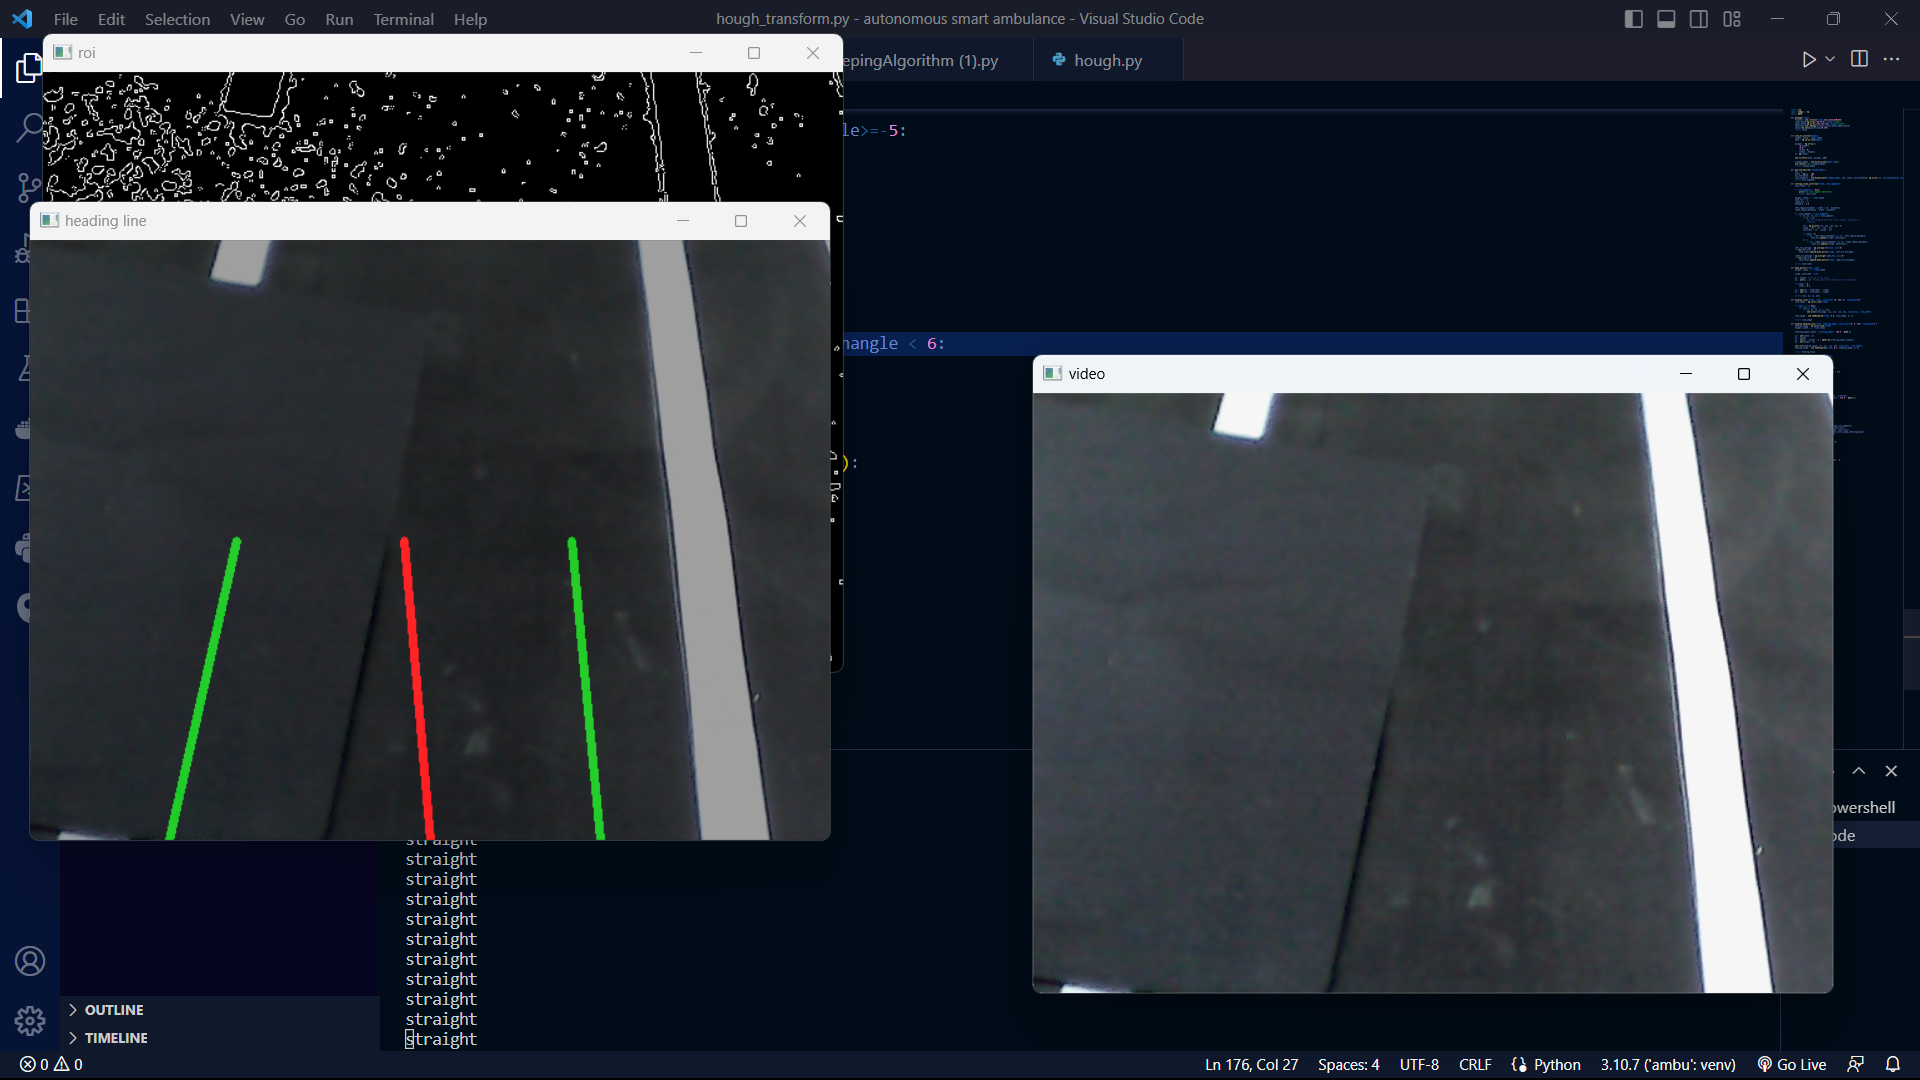 File Edit Selection View Go Run Terminal Help
hough_transform.py - autonomous smart ambulance - Visual Studio Code
roi
epingAlgorithm (1).py
hough.py
le>=-5:
heading line
nangle < 6:
video
):
owershell
ode
straight
straight
straight
straight
straight
straight
straight
straight
straight
straight
straight
OUTLINE
TIMELINE
0 0
Ln 176, Col 27 Spaces: 4 UTF-8 CRLF Python 3.10.7 ('ambu': venv) Go Live